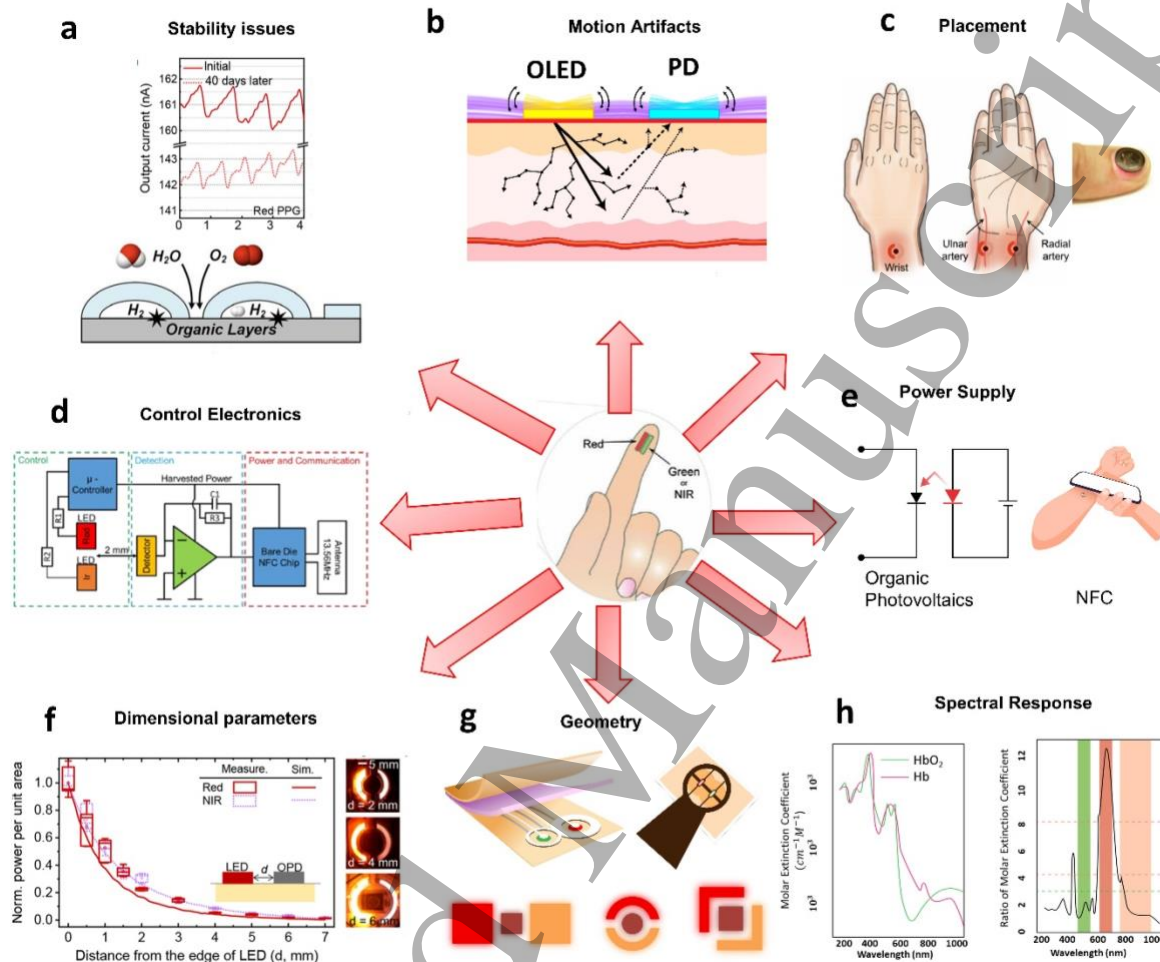 a
Stability issues
Initial
40 days later
162
161
160
143
142
141
Output current (nA)
Red PPG
0 1 2 3 4
H2O O2
H2 H2
Organic Layers
b
Motion Artifacts
OLED PD
c
Placement
Ulnar
artery
Radial
artery
Wrist
d
Control Electronics
Control
Detection
Power and Communication
µ -
Controller
Harvested Power
C1
R3
R1
R2
LED
Red
LED
Ir
2 mm
Detector
Bare Die
NFC Chip
Antenna
13.56MHz
Red
Green
or
NIR
e
Power Supply
Organic
Photovoltaics
NFC
f
Dimensional parameters
Norm. power per unit area
1.0
0.8
0.6
0.4
0.2
0.0
Measure. Sim.
Red
NIR
LED d OPD
0 1 2 3 4 5 6 7
Distance from the edge of LED (d, mm)
5 mm
d = 2 mm
d = 4 mm
d = 6 mm
g
Geometry
h
Spectral Response
Molar Extinction Coefficient
(cm⁻¹M⁻¹)
10³
10³
10³
HbO2
Hb
200 400 600 800 1000
Wavelength (nm)
Ratio of Molar Extinction Coefficient
12
10
8
6
4
3
2
0
200 400 600 800 1000
Wavelength (nm)
d Manuscrip